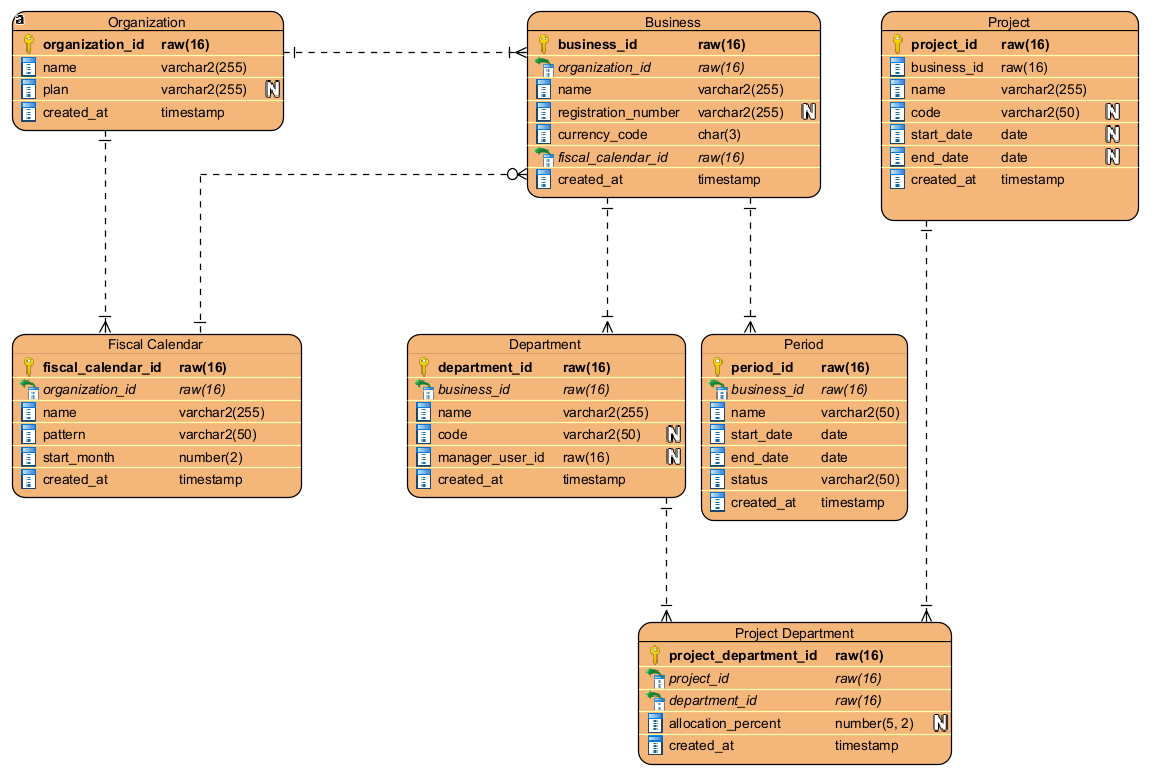 a
Organization
organization_id raw(16)
name varchar2(255)
plan varchar2(255) N
created_at timestamp
Business
business_id raw(16)
organization_id raw(16)
name varchar2(255)
registration_number varchar2(255) N
currency_code char(3)
fiscal_calendar_id raw(16)
created_at timestamp
Project
project_id raw(16)
business_id raw(16)
name varchar2(255)
code varchar2(50) N
start_date date N
end_date date N
created_at timestamp
Fiscal Calendar
fiscal_calendar_id raw(16)
organization_id raw(16)
name varchar2(255)
pattern varchar2(50)
start_month number(2)
created_at timestamp
Department
department_id raw(16)
business_id raw(16)
name varchar2(255)
code varchar2(50) N
manager_user_id raw(16) N
created_at timestamp
Period
period_id raw(16)
business_id raw(16)
name varchar2(50)
start_date date
end_date date
status varchar2(50)
created_at timestamp
Project Department
project_department_id raw(16)
project_id raw(16)
department_id raw(16)
allocation_percent number(5, 2) N
created_at timestamp